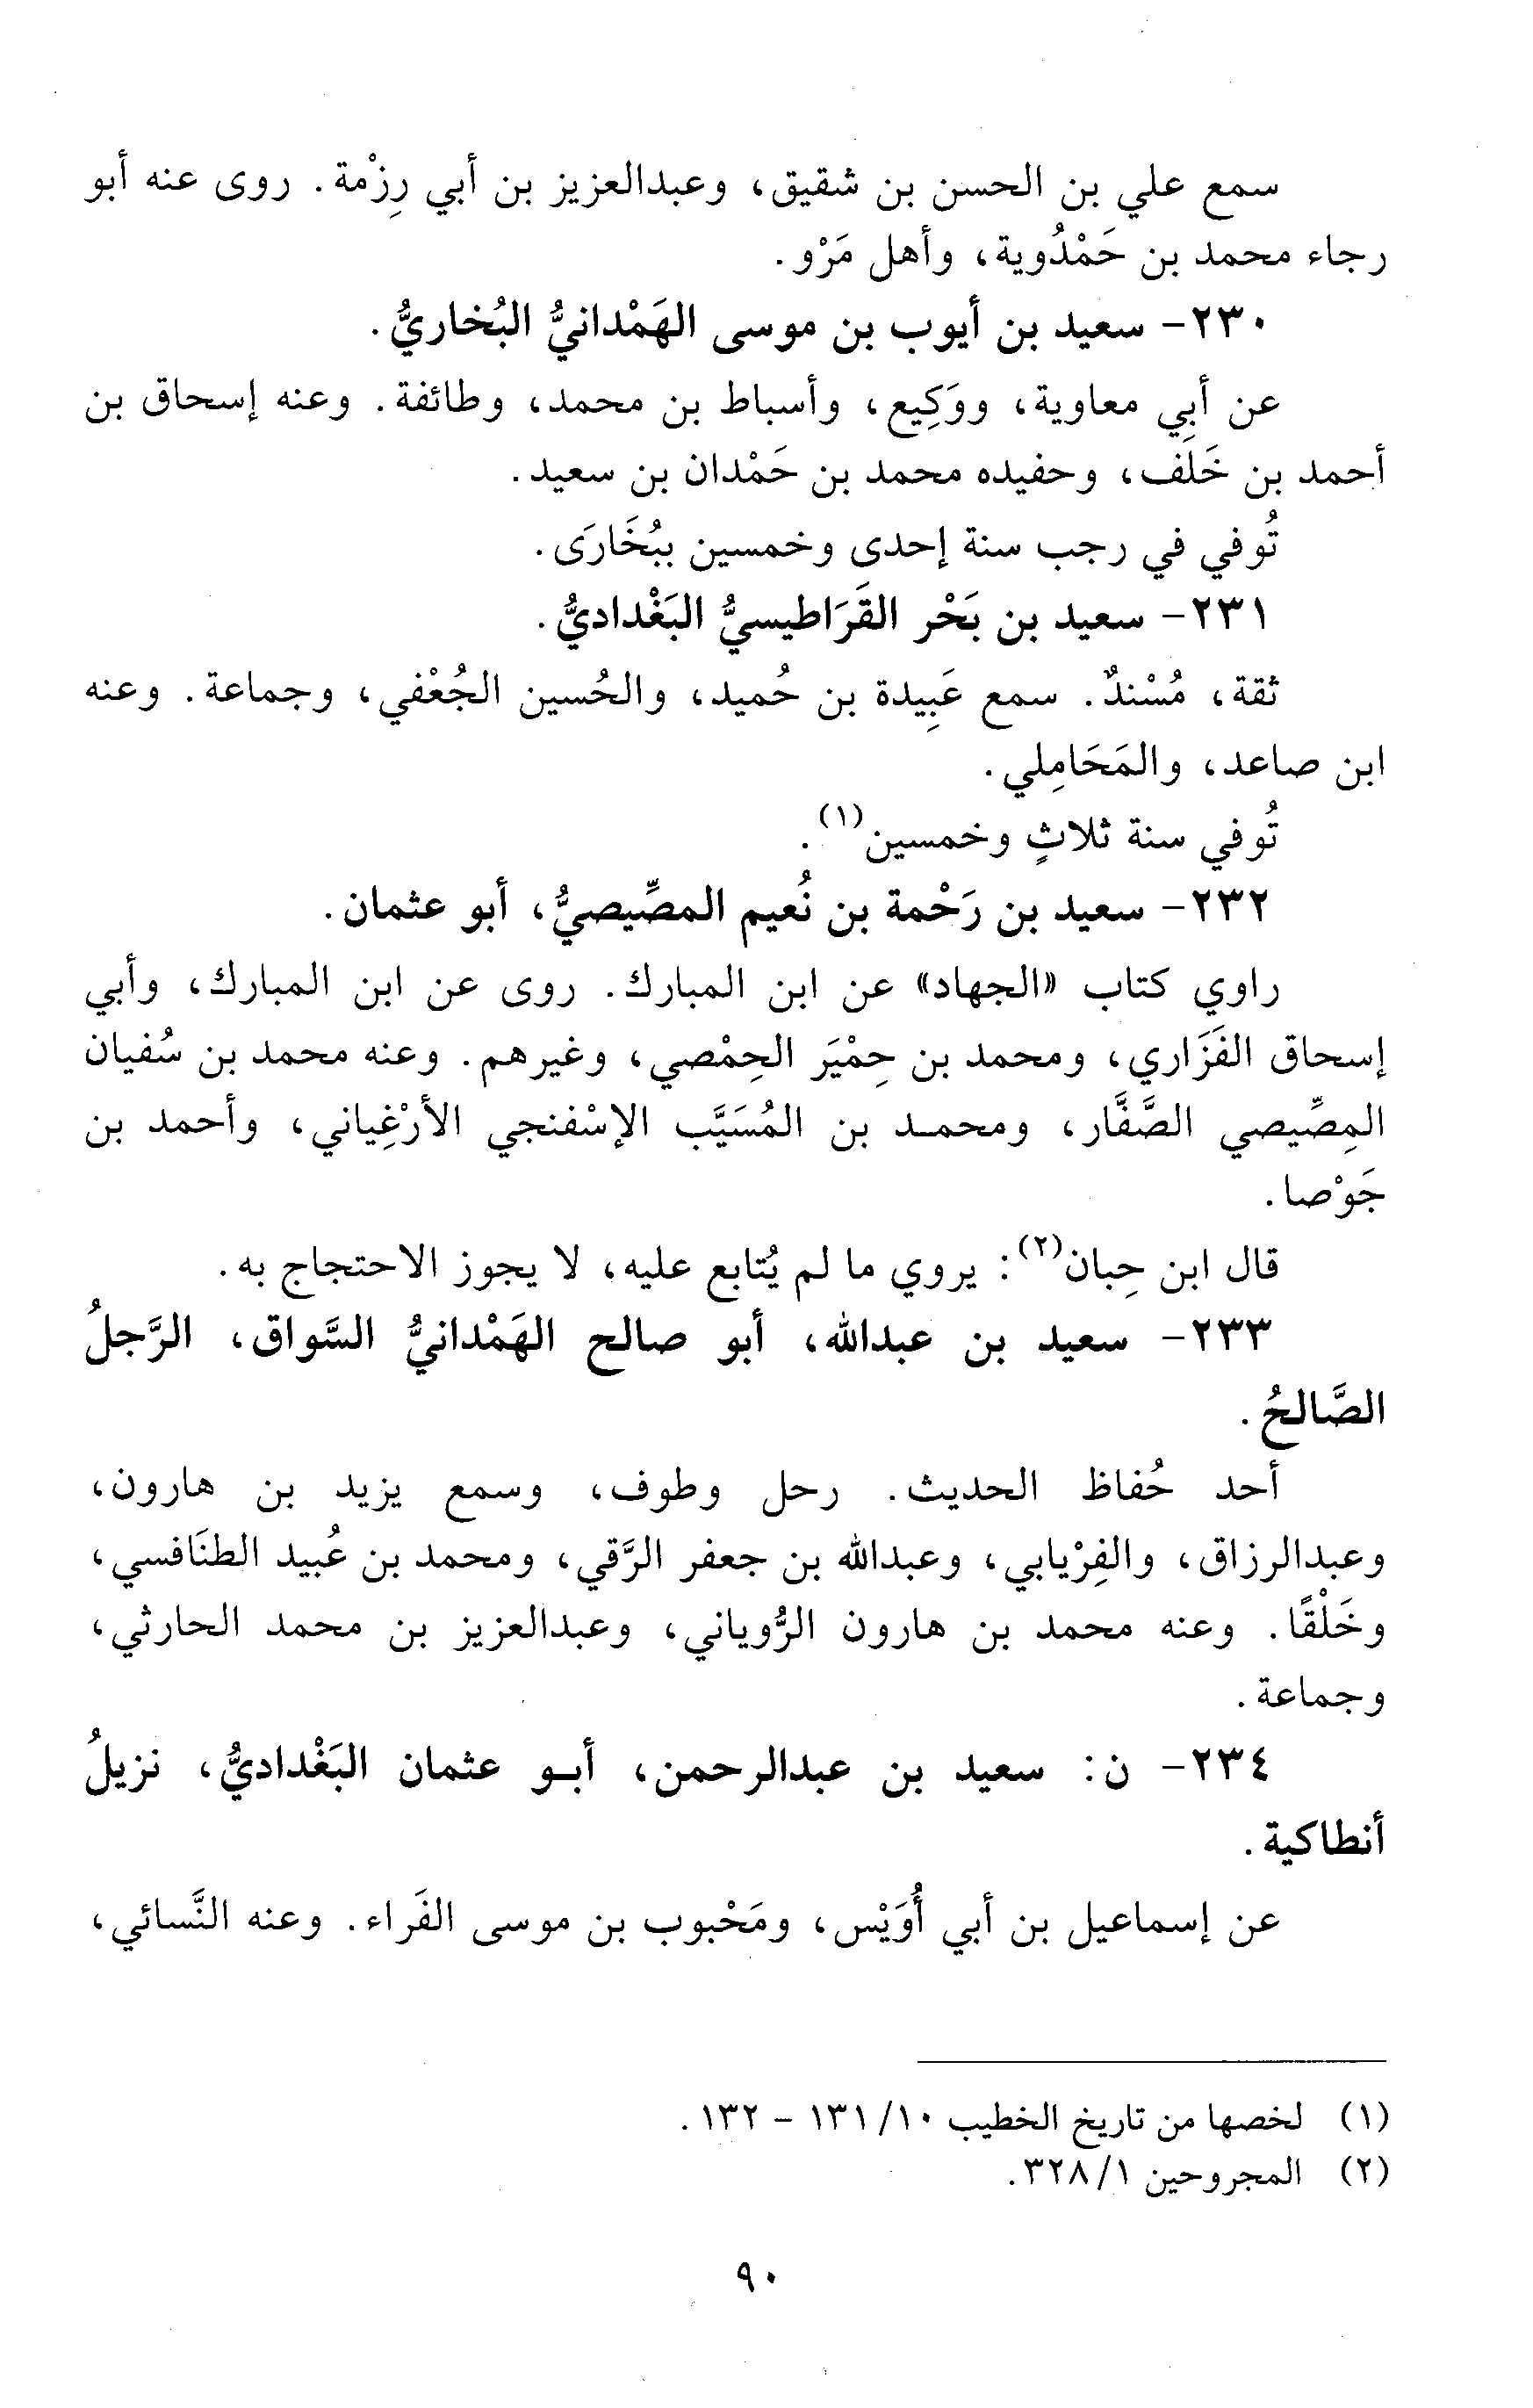 سمع علي بن الحسن بن شقيق، وعبدالعزيز بن أبي رِزْمة. روى عنه أبو
رجاء محمد بن حَمْدُوية، وأهل مَرْو.
٢٣٠- سعيد بن أيوب بن موسى الهَمْدانيُّ البُخاريُّ.
عن أبي معاوية، ووَكِيع، وأسباط بن محمد، وطائفة. وعنه إسحاق بن
أحمد بن خَلَف، وحفيده محمد بن حَمْدان بن سعيد.
تُوفي في رجب سنة إحدى وخمسين ببُخَارَى.
٢٣١- سعيد بن بَحْر القَرَاطيسيُّ البَغْداديُّ.
ثقة، مُسْندٌ. سمع عَبِيدة بن حُميد، والحُسين الجُعْفي، وجماعة. وعنه
ابن صاعد، والمَحَامِلي.
تُوفي سنة ثلاثٍ وخمسين(١).
٢٣٢- سعيد بن رَحْمة بن نُعيم المصِّيصيُّ، أبو عثمان.
راوي كتاب «الجهاد» عن ابن المبارك. روى عن ابن المبارك، وأبي
إسحاق الفَزَاري، ومحمد بن حِمْيَر الحِمْصي، وغيرهم. وعنه محمد بن سُفيان
المِصِّيصي الصَّفَّار، ومحمـد بن المُسَيَّب الإسْفنجي الأرْغِياني، وأحمد بن
جَوْصا.
قال ابن حِبان(٢): يروي ما لم يُتابع عليه، لا يجوز الاحتجاج به.
٢٣٣- سعيد بن عبدالله، أبو صالح الهَمْدانيُّ السَّواق، الرَّجلُ
الصَّالحُ.
أحد حُفاظ الحديث. رحل وطوف، وسمع يزيد بن هارون،
وعبدالرزاق، والفِرْيابي، وعبدالله بن جعفر الرَّقي، ومحمد بن عُبيد الطنَافسي،
وخَلْقًا. وعنه محمد بن هارون الرُّوياني، وعبدالعزيز بن محمد الحارثي،
وجماعة.
٢٣٤- ن: سعيد بن عبدالرحمن، أبـو عثمان البَغْداديُّ، نزيلُ
أنطاكية.
عن إسماعيل بن أبي أُوَيْس، ومَحْبوب بن موسى الفَراء. وعنه النَّسائي،
(١) لخصها من تاريخ الخطيب ١٠/ ١٣١ - ١٣٢.
(٢) المجروحين ١/ ٣٢٨.
٩٠